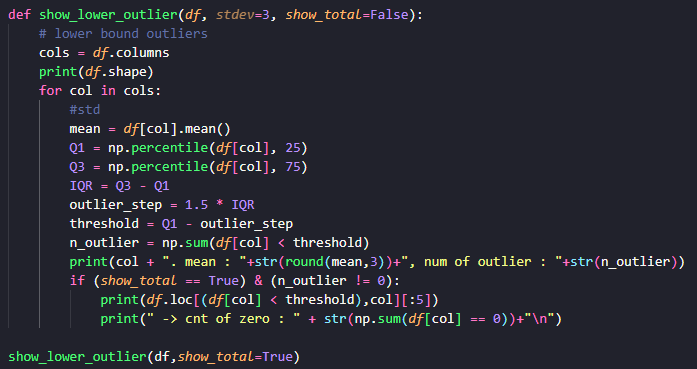 def show_lower_outlier(df, stdev=3, show_total=False):
    # lower bound outliers
    cols = df.columns
    print(df.shape)
    for col in cols:
        #std
        mean = df[col].mean()
        Q1 = np.percentile(df[col], 25)
        Q3 = np.percentile(df[col], 75)
        IQR = Q3 - Q1
        outlier_step = 1.5 * IQR
        threshold = Q1 - outlier_step
        n_outlier = np.sum(df[col] < threshold)
        print(col + ". mean : "+str(round(mean,3))+", num of outlier : "+str(n_outlier))
        if (show_total == True) & (n_outlier != 0):
            print(df.loc[(df[col] < threshold),col][:5])
            print(" -> cnt of zero : " + str(np.sum(df[col] == 0))+"\n")
show_lower_outlier(df,show_total=True)